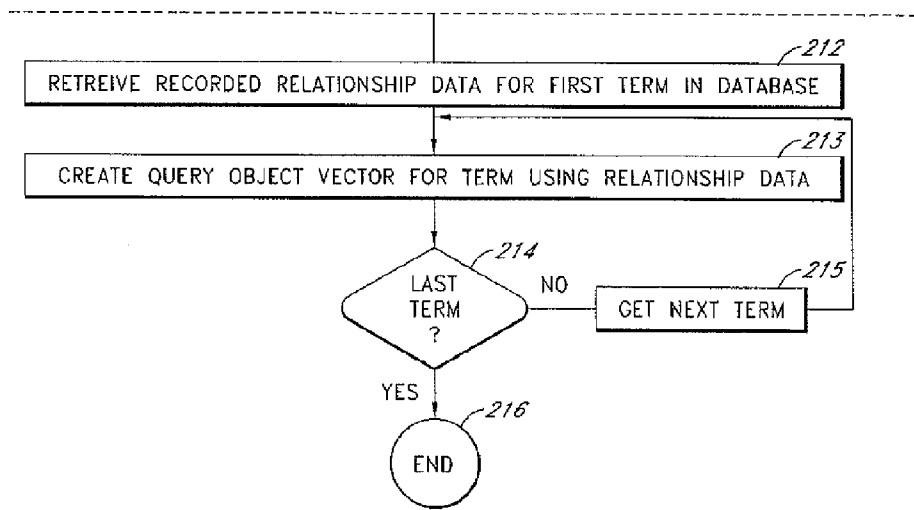 212
RETREIVE RECORDED RELATIONSHIP DATA FOR FIRST TERM IN DATABASE
213
CREATE QUERY OBJECT VECTOR FOR TERM USING RELATIONSHIP DATA
214
LAST
TERM
?
NO
215
GET NEXT TERM
YES
216
END